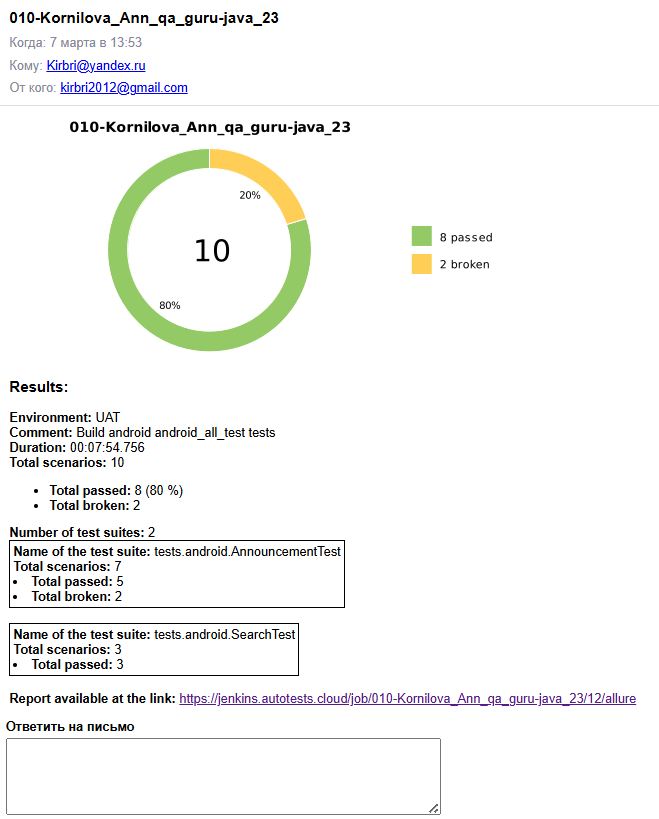 010-Kornilova_Ann_qa_guru-java_23
Когда: 7 марта в 13:53
Кому: Kirbri@yandex.ru
От кого: kirbri2012@gmail.com
010-Kornilova_Ann_qa_guru-java_23
20%
10
80%
8 passed
2 broken
Results:
Environment: UAT
Comment: Build android android_all_test tests
Duration: 00:07:54.756
Total scenarios: 10
• Total passed: 8 (80 %)
• Total broken: 2
Number of test suites: 2
Name of the test suite: tests.android.AnnouncementTest
Total scenarios: 7
• Total passed: 5
• Total broken: 2
Name of the test suite: tests.android.SearchTest
Total scenarios: 3
• Total passed: 3
Report available at the link: https://jenkins.autotests.cloud/job/010-Kornilova_Ann_qa_guru-java_23/12/allure
Ответить на письмо